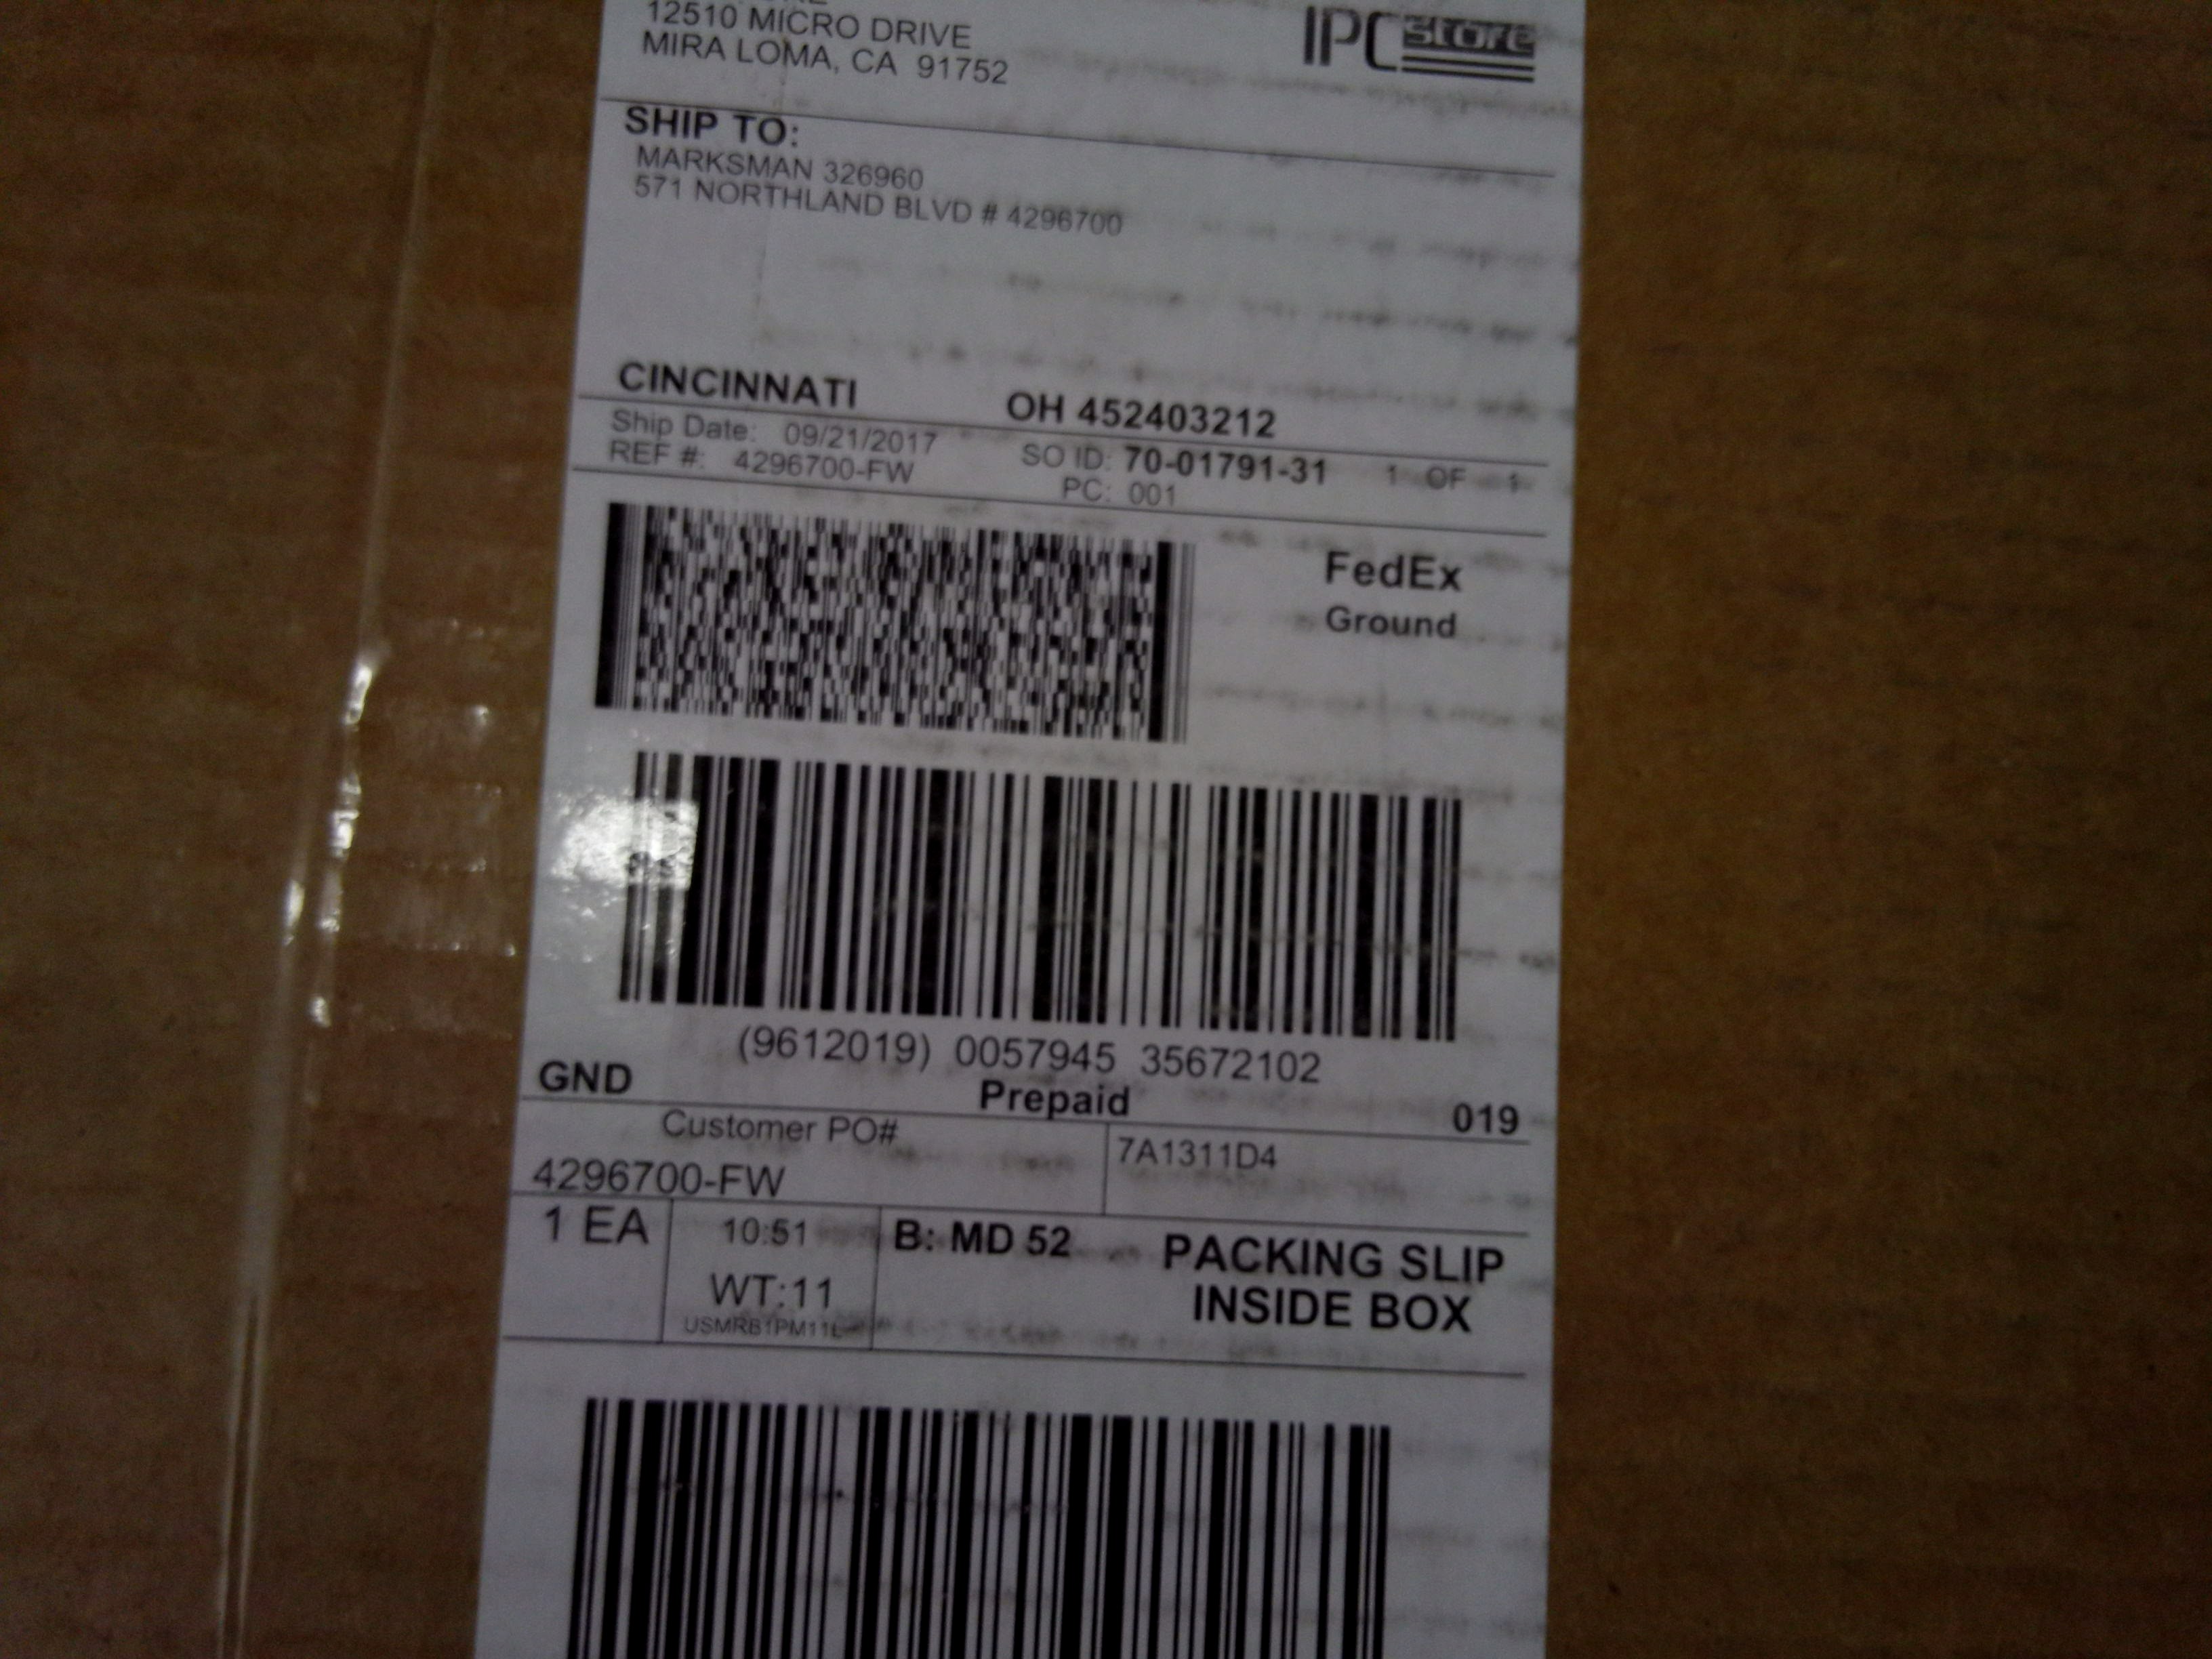 12510 MICRO DRIVE
MIRA LOMA, CA 91752
IPC store
SHIP TO:
MARKSMAN 326960
571 NORTHLAND BLVD # 4296700
CINCINNATI OH 452403212
Ship Date: 09/21/2017 SO ID: 70-01791-31 1 OF 1
REF #: 4296700-FW PC: 001
FedEx
Ground
(9612019) 0057945 35672102
GND Prepaid 019
Customer PO# 7A1311D4
4296700-FW
1 EA 10:51 B: MD 52 PACKING SLIP
WT:11 INSIDE BOX